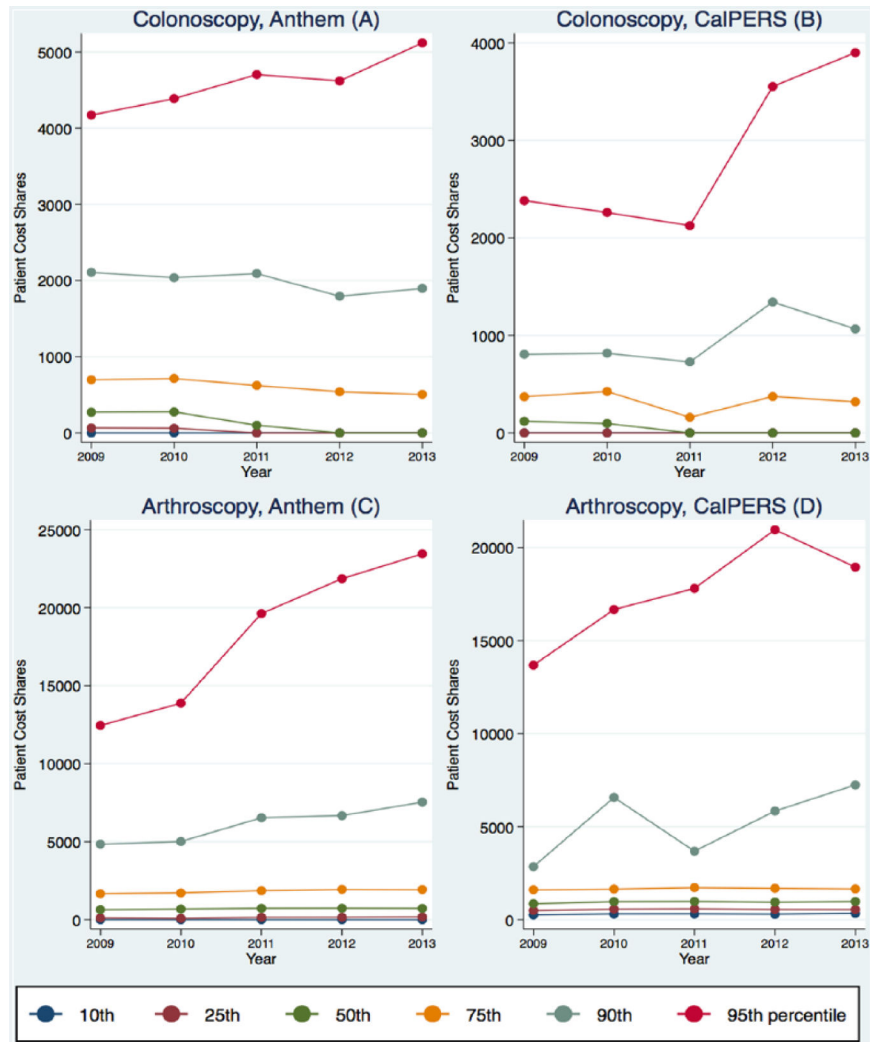 Colonoscopy, Anthem (A)
Patient Cost Shares
5000
4000
3000
2000
1000
0
2009 2010 2011 2012 2013
Year
Colonoscopy, CalPERS (B)
Patient Cost Shares
4000
3000
2000
1000
0
2009 2010 2011 2012 2013
Year
Arthroscopy, Anthem (C)
Patient Cost Shares
25000
20000
15000
10000
5000
0
2009 2010 2011 2012 2013
Year
Arthroscopy, CalPERS (D)
Patient Cost Shares
20000
15000
10000
5000
0
2009 2010 2011 2012 2013
Year
10th 25th 50th 75th 90th 95th percentile